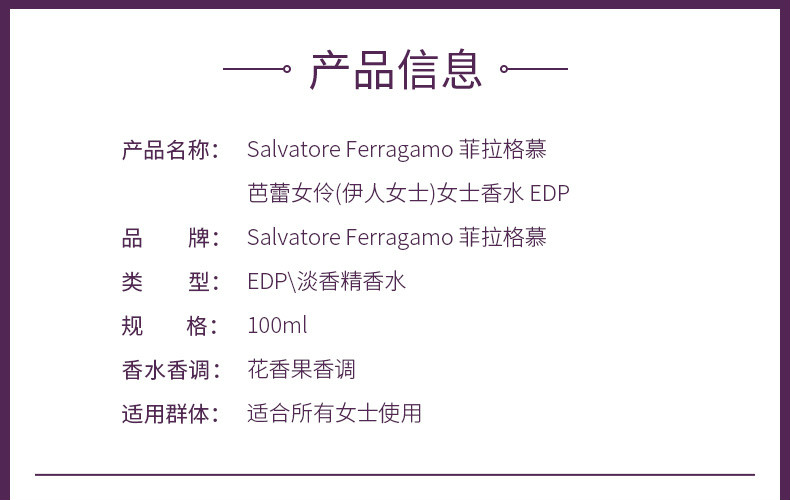 产品信息
产品名称: Salvatore Ferragamo 菲拉格慕
芭蕾女伶(伊人女士)女士香水 EDP
品 牌: Salvatore Ferragamo 菲拉格慕
类 型: EDP\淡香精香水
规 格: 100ml
香水香调: 花香果香调
适用群体: 适合所有女士使用